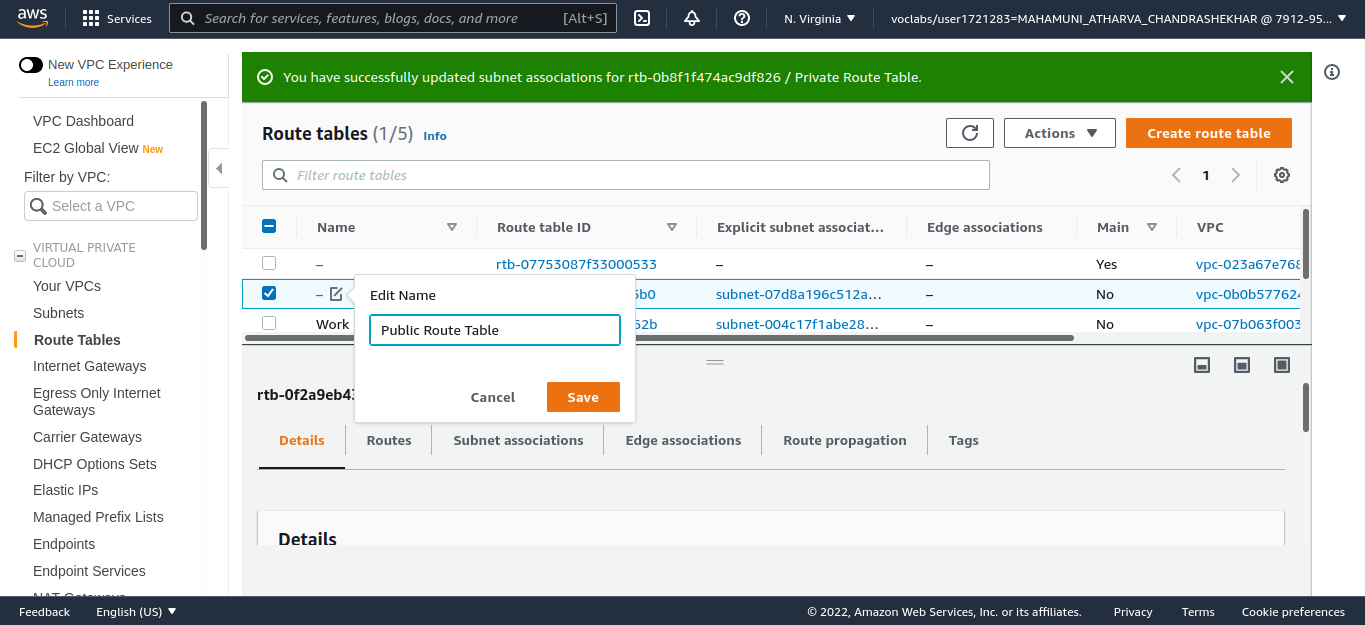 aws
Services
Search for services, features, blogs, docs, and more
[Alt+S]
N. Virginia
voclabs/user1721283=MAHAMUNI_ATHARVA_CHANDRASHEKHAR @ 7912-95...
New VPC Experience
Learn more
VPC Dashboard
EC2 Global View New
Filter by VPC:
Select a VPC
VIRTUAL PRIVATE
CLOUD
Your VPCs
Subnets
Route Tables
Internet Gateways
Egress Only Internet
Gateways
Carrier Gateways
DHCP Options Sets
Elastic IPs
Managed Prefix Lists
Endpoints
Endpoint Services
NAT Gateways
You have successfully updated subnet associations for rtb-0b8f1f474ac9df826 / Private Route Table.
Route tables (1/5) Info
Actions
Create route table
Filter route tables
1
Name Route table ID Explicit subnet associat... Edge associations Main VPC
– rtb-07753087f33000533 – – Yes vpc-023a67e768
– 5b0 subnet-07d8a196c512a... – No vpc-0b0b577624
Work 62b subnet-004c17f1abe28... – No vpc-07b063f003
Edit Name
Public Route Table
Cancel
Save
rtb-0f2a9eb43
Details
Routes
Subnet associations
Edge associations
Route propagation
Tags
Details
Feedback
English (US)
© 2022, Amazon Web Services, Inc. or its affiliates.
Privacy
Terms
Cookie preferences